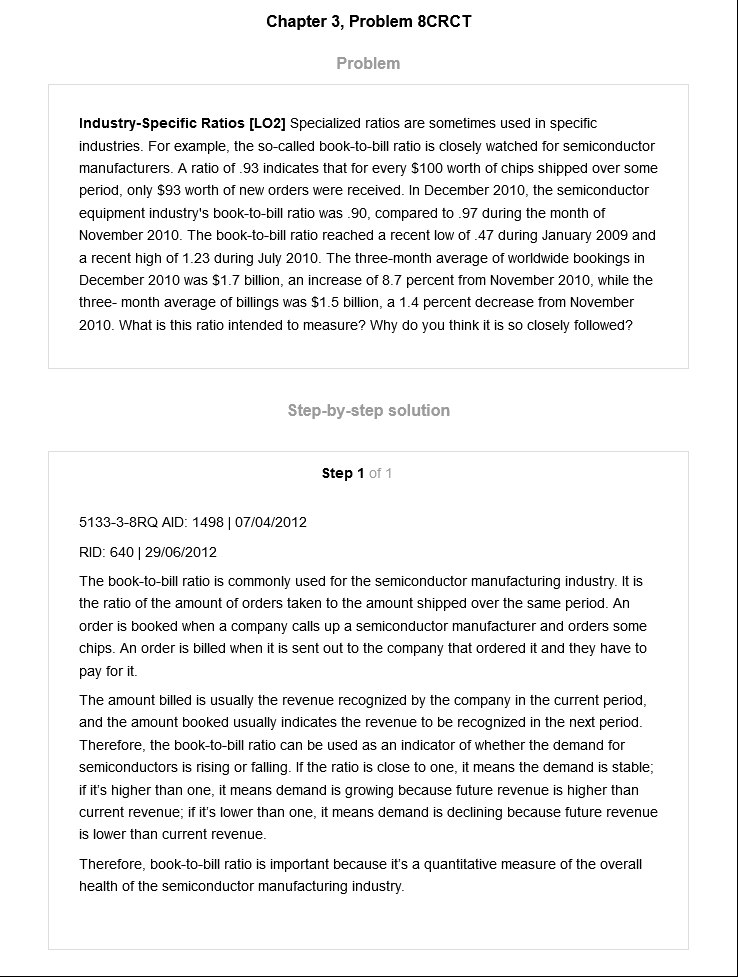 Chapter 3, Problem 8CRCT
Problem
Industry-Specific Ratios [LO2] Specialized ratios are sometimes used in specific
industries. For example, the so-called book-to-bill ratio is closely watched for semiconductor
manufacturers. A ratio of .93 indicates that for every $100 worth of chips shipped over some
period, only $93 worth of new orders were received. In December 2010, the semiconductor
equipment industry's book-to-bill ratio was .90, compared to .97 during the month of
November 2010. The book-to-bill ratio reached a recent low of .47 during January 2009 and
a recent high of 1.23 during July 2010. The three-month average of worldwide bookings in
December 2010 was $1.7 billion, an increase of 8.7 percent from November 2010, while the
three- month average of billings was $1.5 billion, a 1.4 percent decrease from November
2010. What is this ratio intended to measure? Why do you think it is so closely followed?
Step-by-step solution
Step 1 of 1
5133-3-8RQ AID: 1498 | 07/04/2012
RID: 640 | 29/06/2012
The book-to-bill ratio is commonly used for the semiconductor manufacturing industry. It is
the ratio of the amount of orders taken to the amount shipped over the same period. An
order is booked when a company calls up a semiconductor manufacturer and orders some
chips. An order is billed when it is sent out to the company that ordered it and they have to
pay for it.
The amount billed is usually the revenue recognized by the company in the current period,
and the amount booked usually indicates the revenue to be recognized in the next period.
Therefore, the book-to-bill ratio can be used as an indicator of whether the demand for
semiconductors is rising or falling. If the ratio is close to one, it means the demand is stable;
if it's higher than one, it means demand is growing because future revenue is higher than
current revenue; if it's lower than one, it means demand is declining because future revenue
is lower than current revenue.
Therefore, book-to-bill ratio is important because it's a quantitative measure of the overall
health of the semiconductor manufacturing industry.